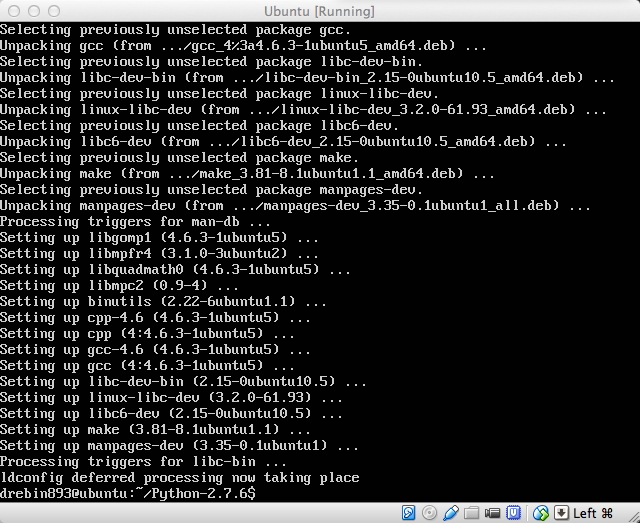 Ubuntu [Running]
Selecting previously unselected package gcc.
Unpacking gcc (from .../gcc_4%3a4.6.3-1ubuntu5_amd64.deb) ...
Selecting previously unselected package libc-dev-bin.
Unpacking libc-dev-bin (from .../libc-dev-bin_2.15-0ubuntu10.5_amd64.deb) ...
Selecting previously unselected package linux-libc-dev.
Unpacking linux-libc-dev (from .../linux-libc-dev_3.2.0-61.93_amd64.deb) ...
Selecting previously unselected package libc6-dev.
Unpacking libc6-dev (from .../libc6-dev_2.15-0ubuntu10.5_amd64.deb) ...
Selecting previously unselected package make.
Unpacking make (from .../make_3.81-8.1ubuntu1.1_amd64.deb) ...
Selecting previously unselected package manpages-dev.
Unpacking manpages-dev (from .../manpages-dev_3.35-0.1ubuntu1_all.deb) ...
Processing triggers for man-db ...
Setting up libgomp1 (4.6.3-1ubuntu5) ...
Setting up libmpfr4 (3.1.0-3ubuntu2) ...
Setting up libquadmath0 (4.6.3-1ubuntu5) ...
Setting up libmpc2 (0.9-4) ...
Setting up binutils (2.22-6ubuntu1.1) ...
Setting up cpp-4.6 (4.6.3-1ubuntu5) ...
Setting up cpp (4:4.6.3-1ubuntu5) ...
Setting up gcc-4.6 (4.6.3-1ubuntu5) ...
Setting up gcc (4:4.6.3-1ubuntu5) ...
Setting up libc-dev-bin (2.15-0ubuntu10.5) ...
Setting up linux-libc-dev (3.2.0-61.93) ...
Setting up libc6-dev (2.15-0ubuntu10.5) ...
Setting up make (3.81-8.1ubuntu1.1) ...
Setting up manpages-dev (3.35-0.1ubuntu1) ...
Processing triggers for libc-bin ...
ldconfig deferred processing now taking place
drebin893@ubuntu:~/Python-2.7.6$
Left ⌘